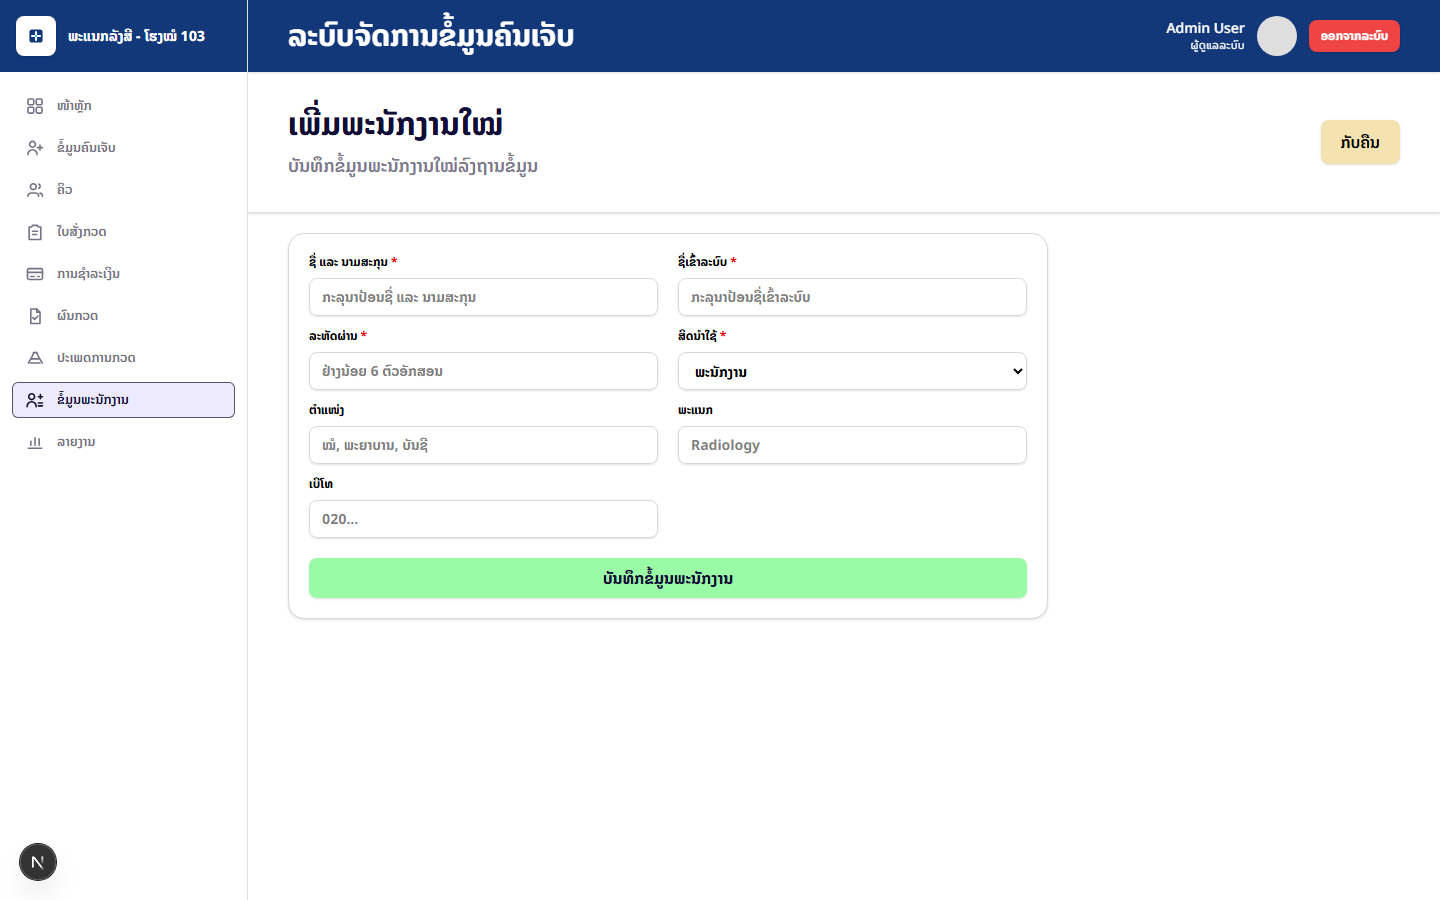 ພະແນກລັງສີ - ໂຮງໝໍ 103
ລະບົບຈັດການຂໍ້ມູນຄົນເຈັບ
Admin User
ຜູ້ດູແລລະບົບ
ອອກຈາກລະບົບ
ໜ້າຫຼັກ
ຂໍ້ມູນຄົນເຈັບ
ຄິວ
ໃບສັ່ງກວດ
ການຊຳລະເງິນ
ຜົນກວດ
ປະເພດການກວດ
ຂໍ້ມູນພະນັກງານ
ລາຍງານ
ເພີ່ມພະນັກງານໃໝ່
ບັນທຶກຂໍ້ມູນພະນັກງານໃໝ່ລົງຖານຂໍ້ມູນ
ກັບຄືນ
ຊື່ ແລະ ນາມສະກຸນ *
ຊື່ເຂົ້າລະບົບ *
ກະລຸນາປ້ອນຊື່ ແລະ ນາມສະກຸນ
ກະລຸນາປ້ອນຊື່ເຂົ້າລະບົບ
ລະຫັດຜ່ານ *
ສິດນຳໃຊ້ *
ຢ່າງນ້ອຍ 6 ຕົວອັກສອນ
ພະນັກງານ
ຕຳແໜ່ງ
ພະແນກ
ໝໍ, ພະຍາບານ, ບັນຊີ
Radiology
ເບີໂທ
020...
ບັນທຶກຂໍ້ມູນພະນັກງານ
N